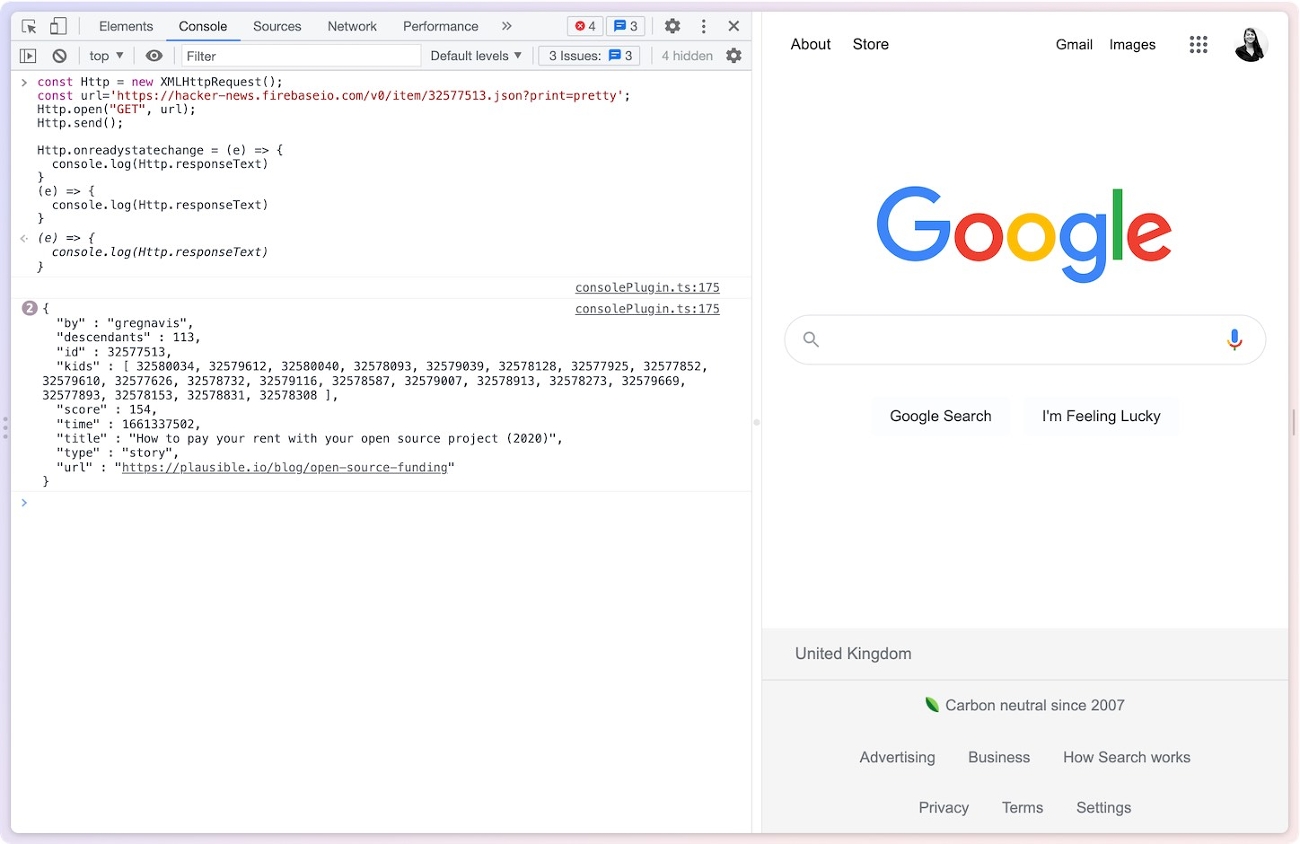 Elements Console Sources Network Performance » 4 3
top ▼ Filter Default levels ▼ 3 Issues: 3 4 hidden
> const Http = new XMLHttpRequest();
const url='https://hacker-news.firebaseio.com/v0/item/32577513.json?print=pretty';
Http.open("GET", url);
Http.send();
Http.onreadystatechange = (e) => {
console.log(Http.responseText)
}
(e) => {
console.log(Http.responseText)
}
(e) => {
console.log(Http.responseText)
}
consolePlugin.ts:175
2 { consolePlugin.ts:175
"by" : "gregnavis",
"descendants" : 113,
"id" : 32577513,
"kids" : [ 32580034, 32579612, 32580040, 32578093, 32579039, 32578128, 32577925, 32577852,
32579610, 32577626, 32578732, 32579116, 32578587, 32579007, 32578913, 32578273, 32579669,
32577893, 32578153, 32578831, 32578308 ],
"score" : 154,
"time" : 1661337502,
"title" : "How to pay your rent with your open source project (2020)",
"type" : "story",
"url" : "https://plausible.io/blog/open-source-funding"
}
>
About Store Gmail Images
Google
Google Search I'm Feeling Lucky
United Kingdom
Carbon neutral since 2007
Advertising Business How Search works
Privacy Terms Settings